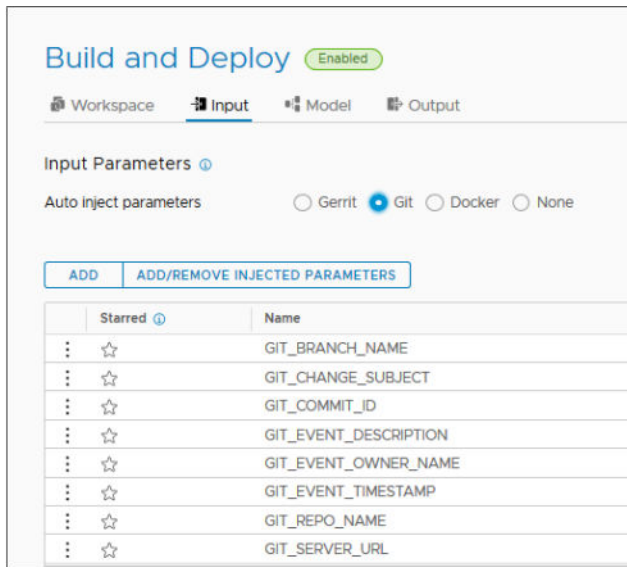 Build and Deploy Enabled
Workspace Input Model Output
Input Parameters
Auto inject parameters Gerrit Git Docker None
ADD ADD/REMOVE INJECTED PARAMETERS
Starred Name
GIT_BRANCH_NAME
GIT_CHANGE_SUBJECT
GIT_COMMIT_ID
GIT_EVENT_DESCRIPTION
GIT_EVENT_OWNER_NAME
GIT_EVENT_TIMESTAMP
GIT_REPO_NAME
GIT_SERVER_URL